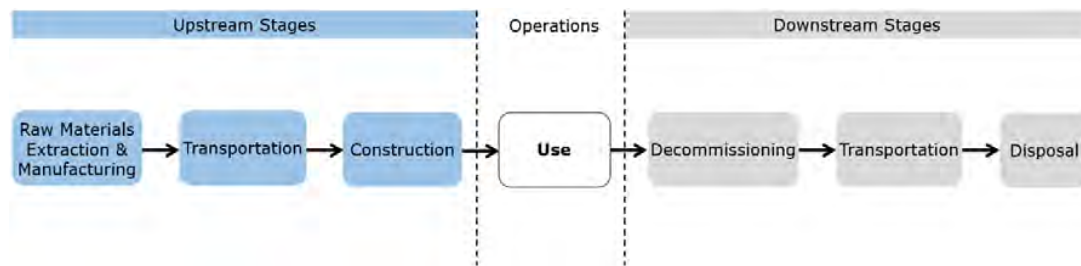 Upstream Stages
Operations
Downstream Stages
Raw Materials
Extraction &
Manufacturing
Transportation
Construction
Use
Decommissioning
Transportation
Disposal